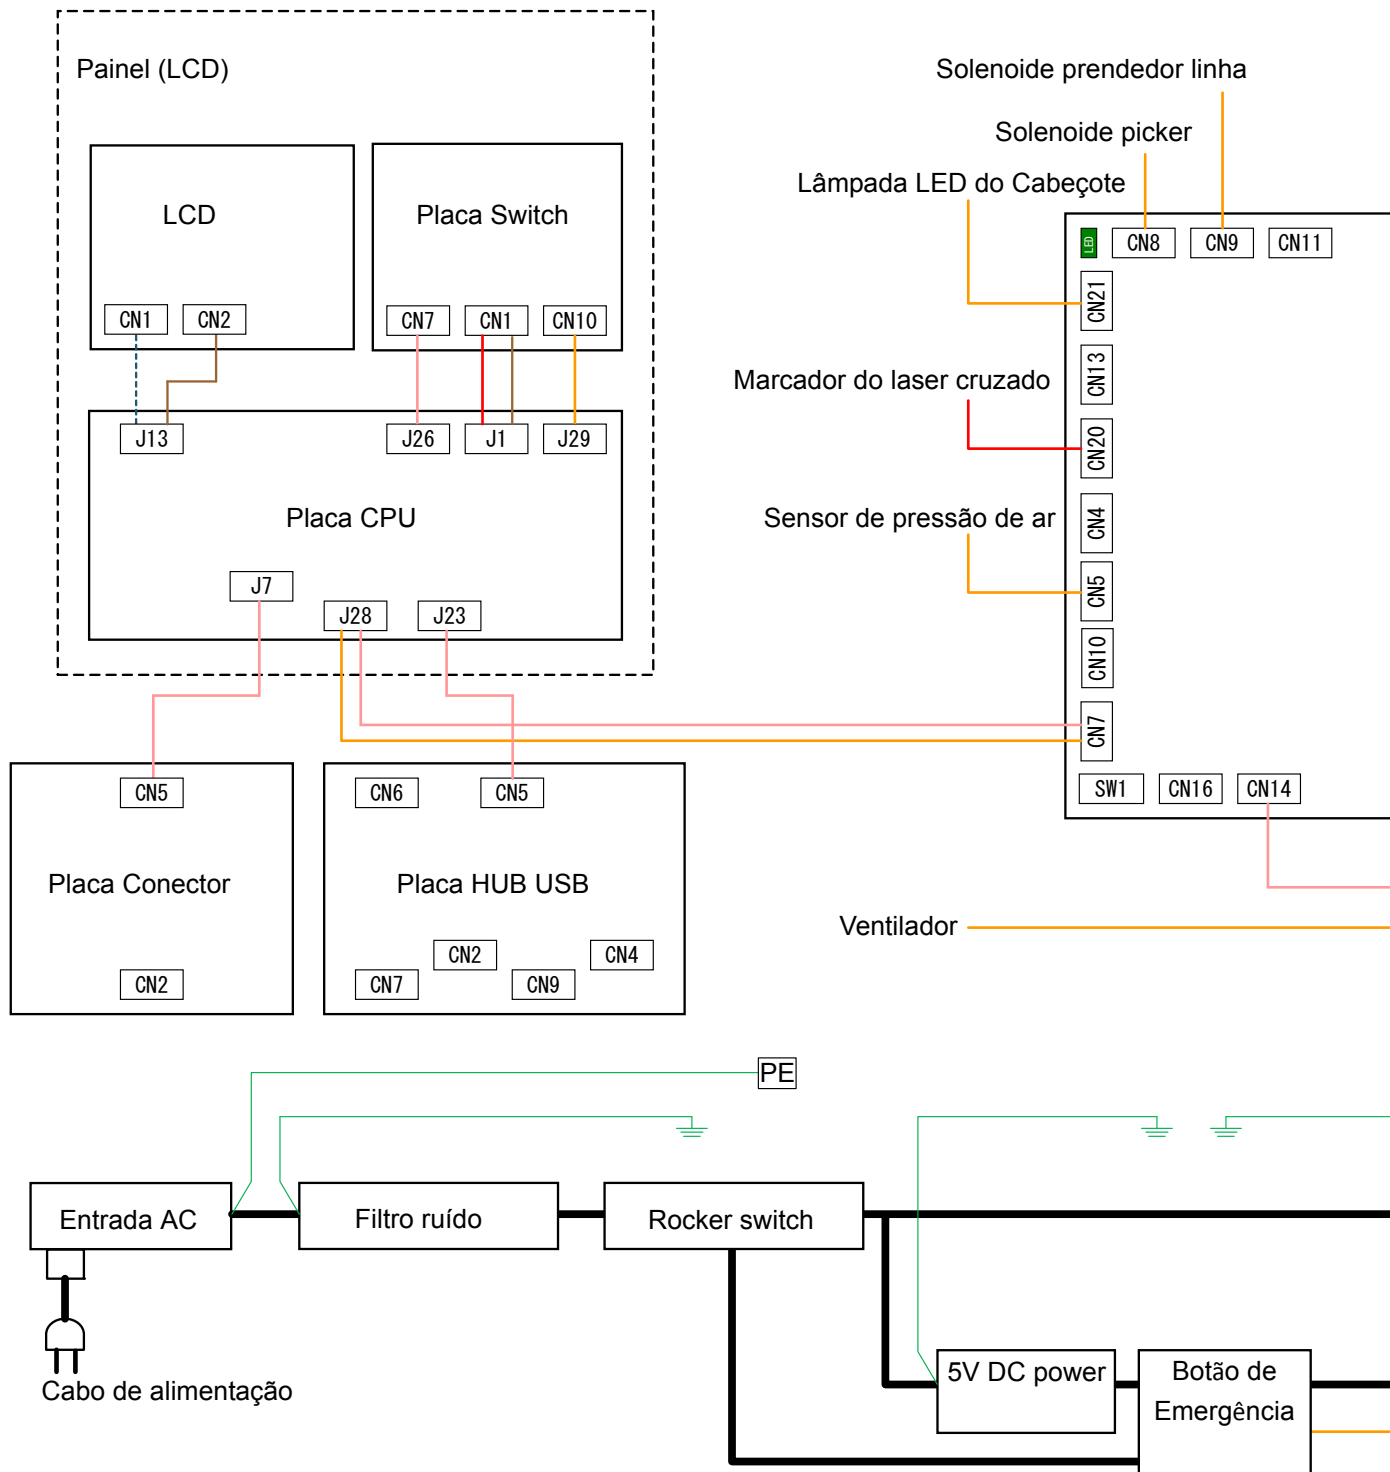 Painel (LCD)
Solenoide prendedor linha
Solenoide picker
Lâmpada LED do Cabeçote
LCD
Placa Switch
LED
CN8
CN9
CN11
CN21
CN1
CN2
CN7
CN1
CN10
CN13
Marcador do laser cruzado
J13
J26
J1
J29
CN20
Placa CPU
Sensor de pressão de ar
CN4
J7
CN5
J28
J23
CN10
CN7
CN5
CN6
CN5
SW1
CN16
CN14
Placa Conector
Placa HUB USB
Ventilador
CN2
CN4
CN2
CN7
CN9
PE
Entrada AC
Filtro ruído
Rocker switch
5V DC power
Botão de
Emergência
Cabo de alimentação